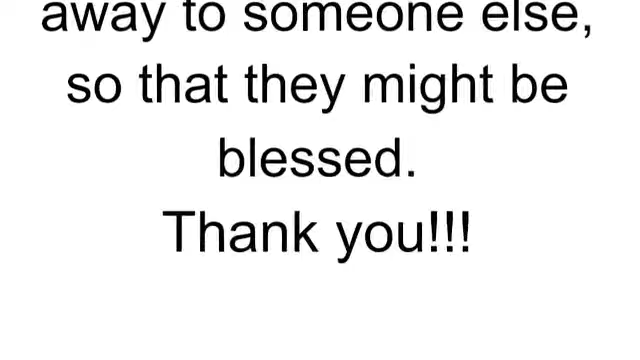 away to someone else,
so that they might be
blessed.
Thank you!!!